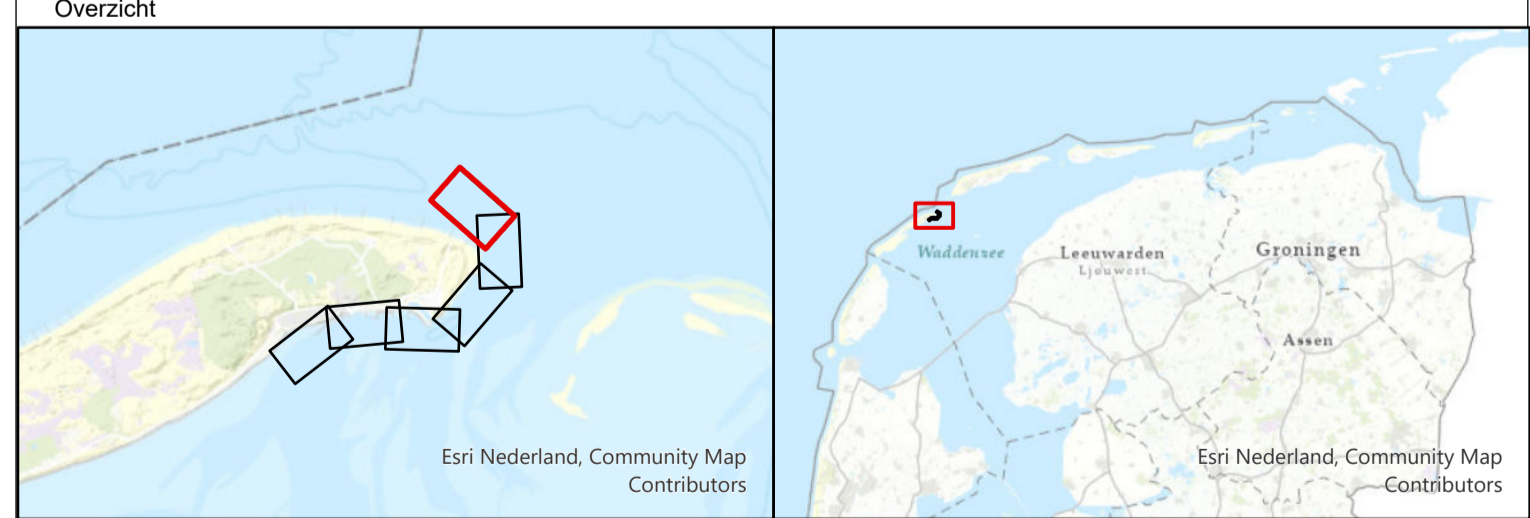 Overzicht
Esri Nederland, Community Map
Contributors
Waddenzee
Leeuwarden
Ljouwert
Groningen
Assen
Esri Nederland, Community Map
Contributors